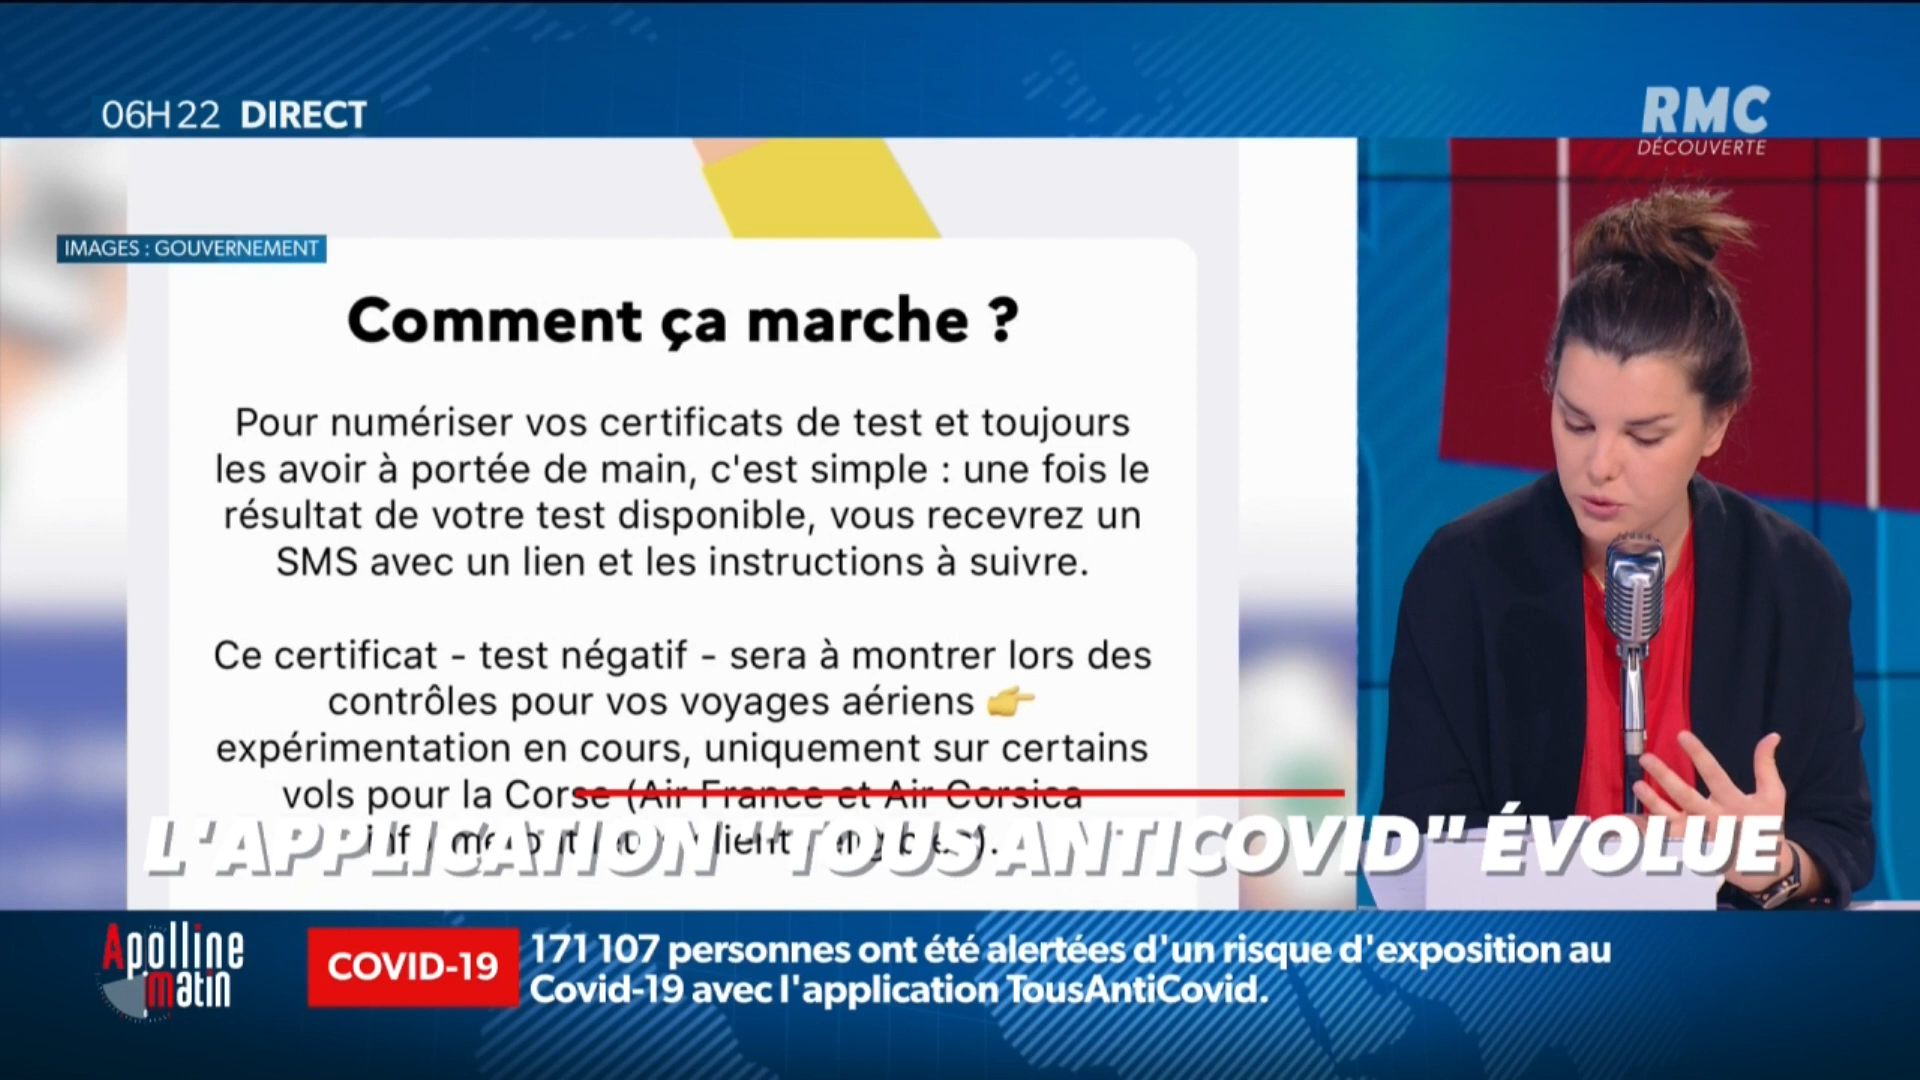 06H22 DIRECT
RMC
DÉCOUVERTE
IMAGES : GOUVERNEMENT
Comment ça marche ?
Pour numériser vos certificats de test et toujours
les avoir à portée de main, c'est simple : une fois le
résultat de votre test disponible, vous recevrez un
SMS avec un lien et les instructions à suivre.
Ce certificat - test négatif - sera à montrer lors des
contrôles pour vos voyages aériens 👉
expérimentation en cours, uniquement sur certains
vols pour la Corse (Air France et Air Corsica
L'APPLICATION "TOUSANTICOVID" ÉVOLUE
Apolline
matin
COVID-19
171 107 personnes ont été alertées d'un risque d'exposition au
Covid-19 avec l'application TousAntiCovid.